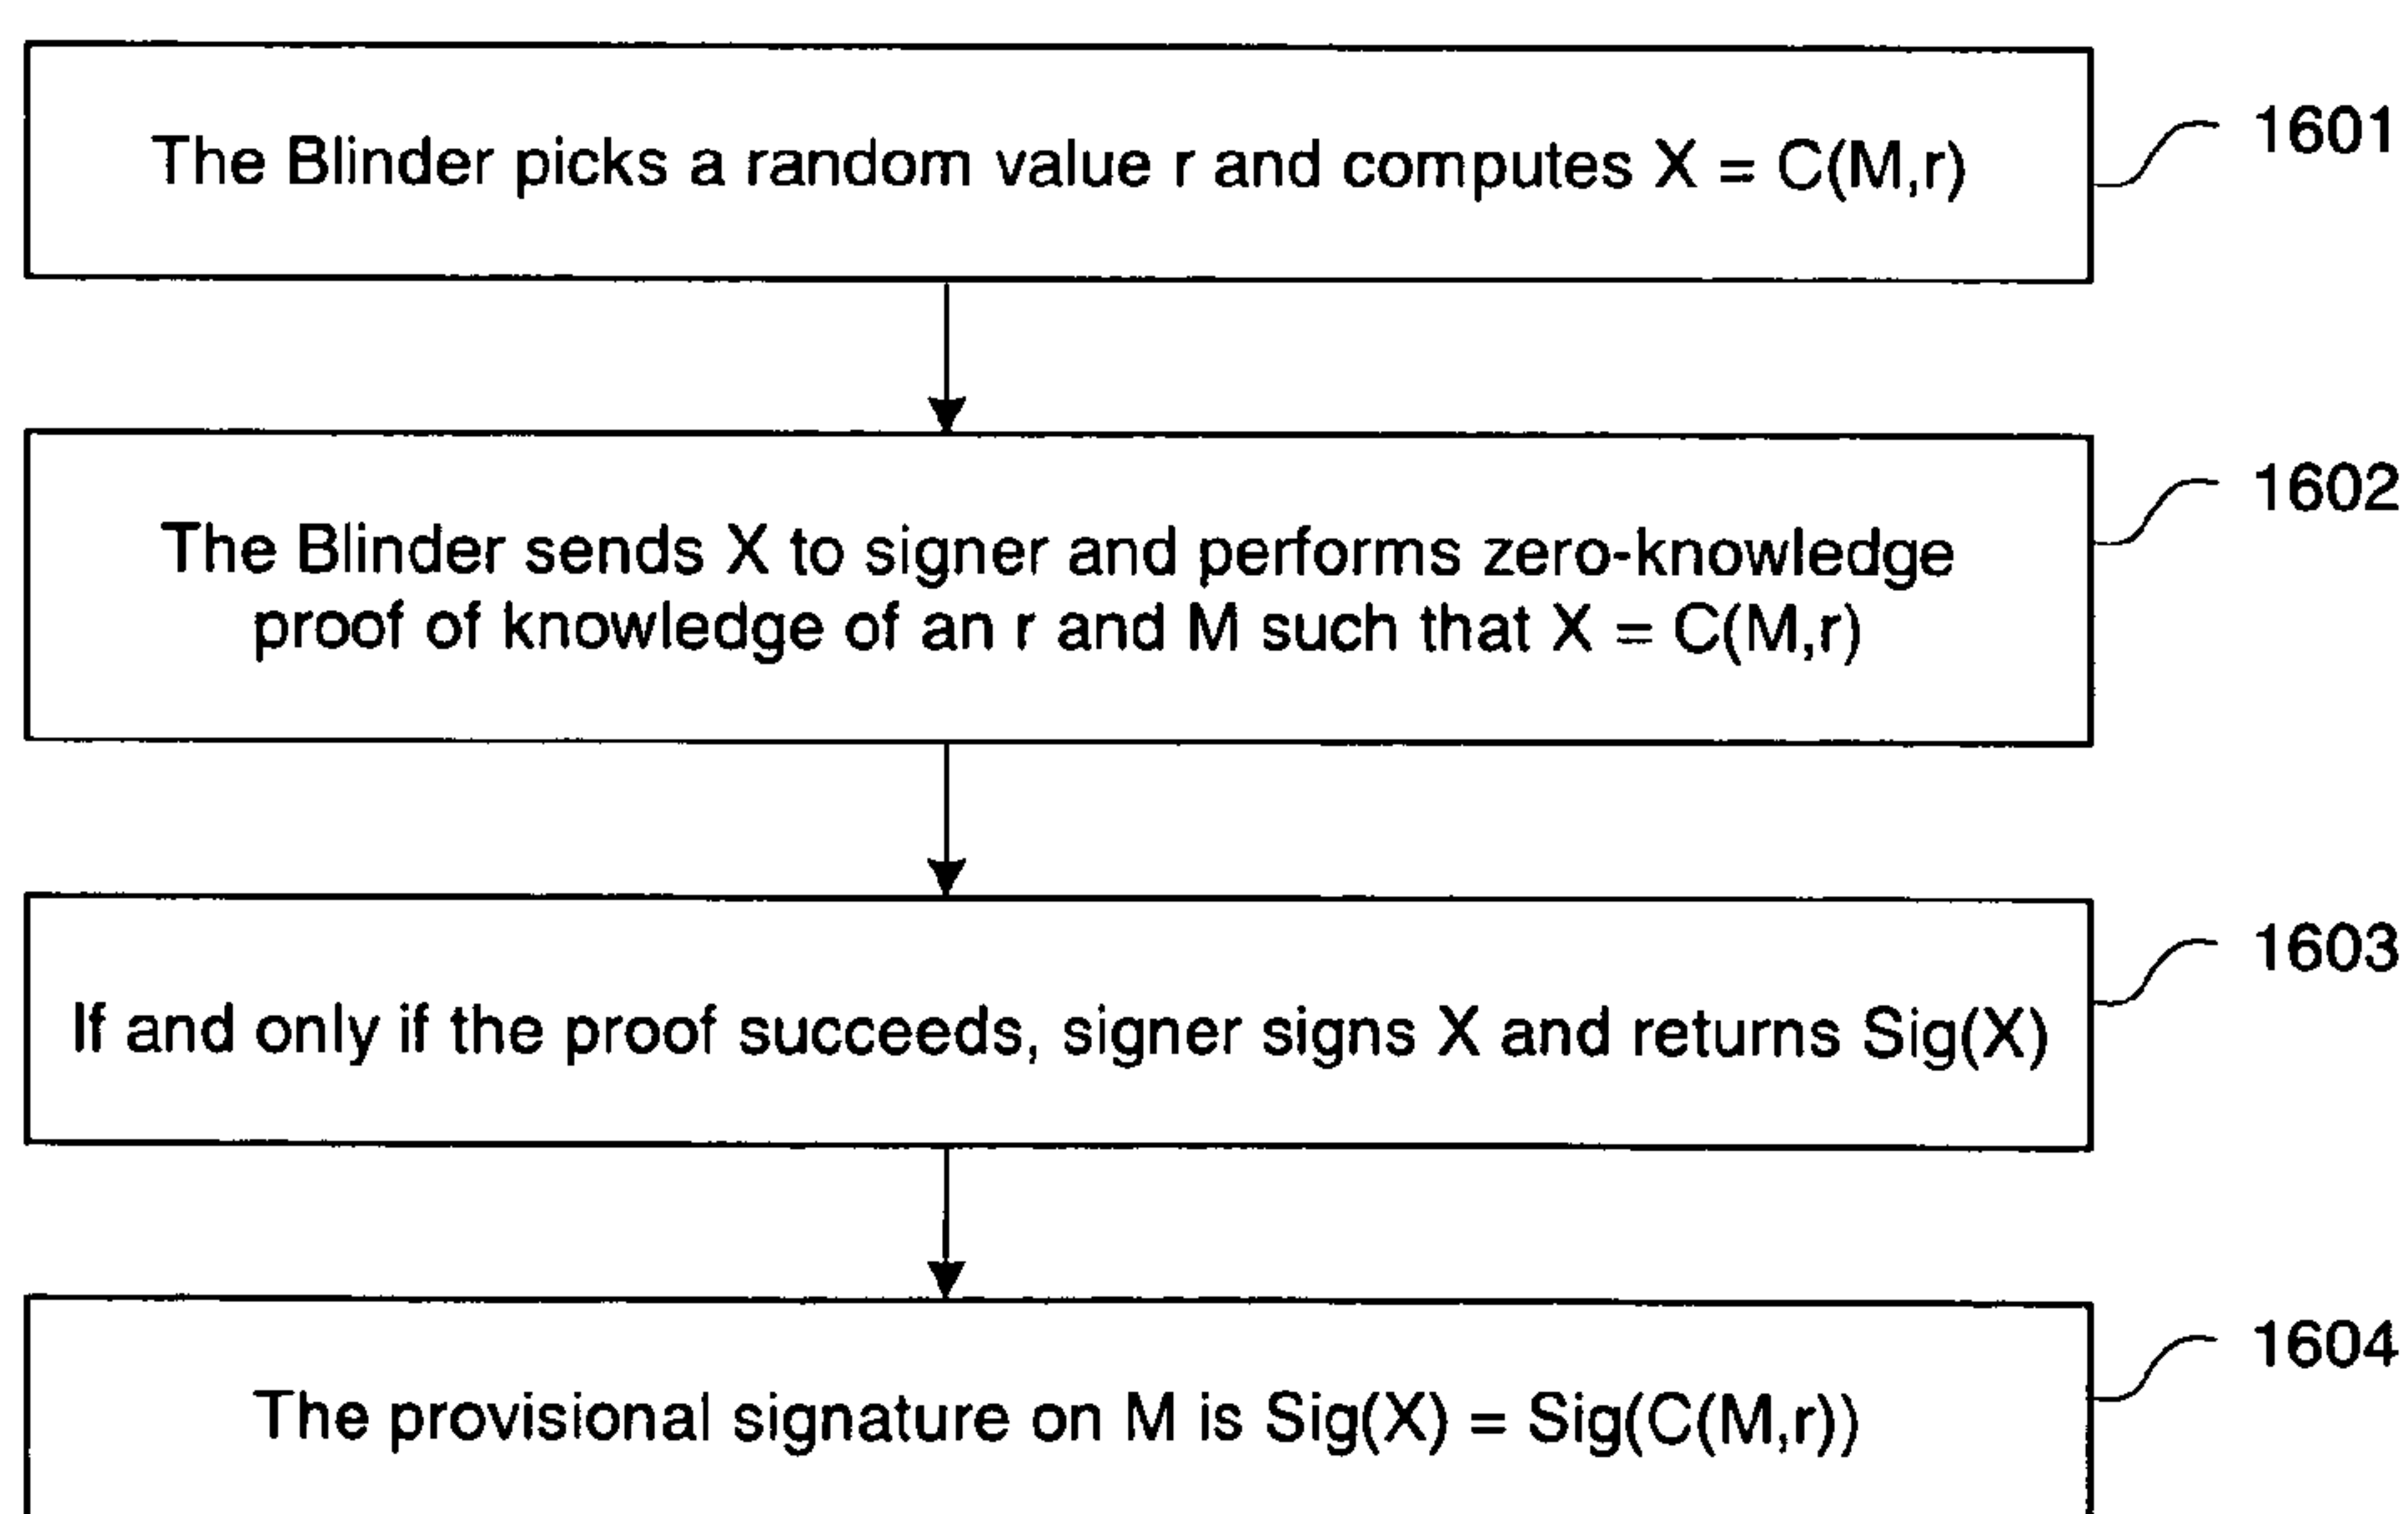 The Blinder picks a random value r and computes X = C(M,r)
1601
The Blinder sends X to signer and performs zero-knowledge
proof of knowledge of an r and M such that X = C(M,r)
1602
If and only if the proof succeeds, signer signs X and returns Sig(X)
1603
The provisional signature on M is Sig(X) = Sig(C(M,r))
1604